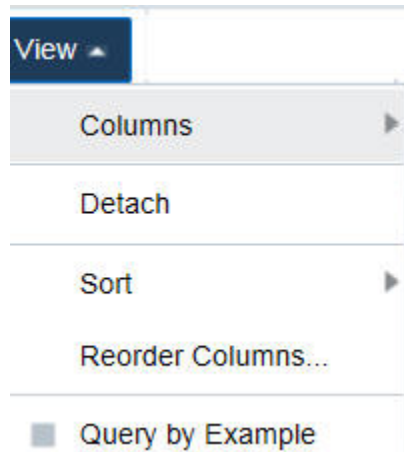 View
Columns
Detach
Sort
Reorder Columns...
Query by Example